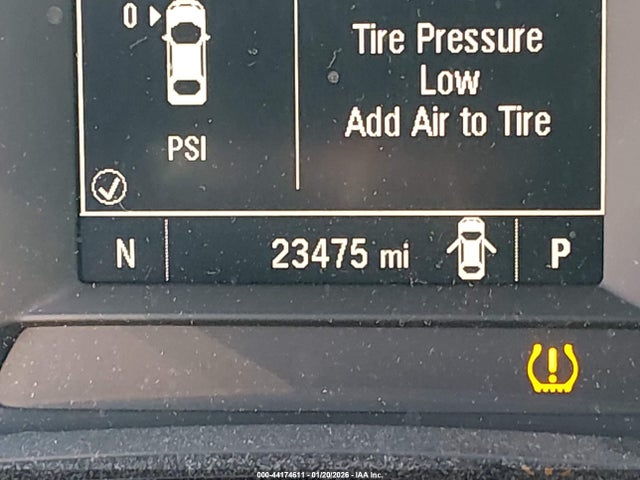 0
Tire Pressure
Low
Add Air to Tire
PSI
N 23475 mi P
000-44174611 - 01/20/2026 - IAA Inc.